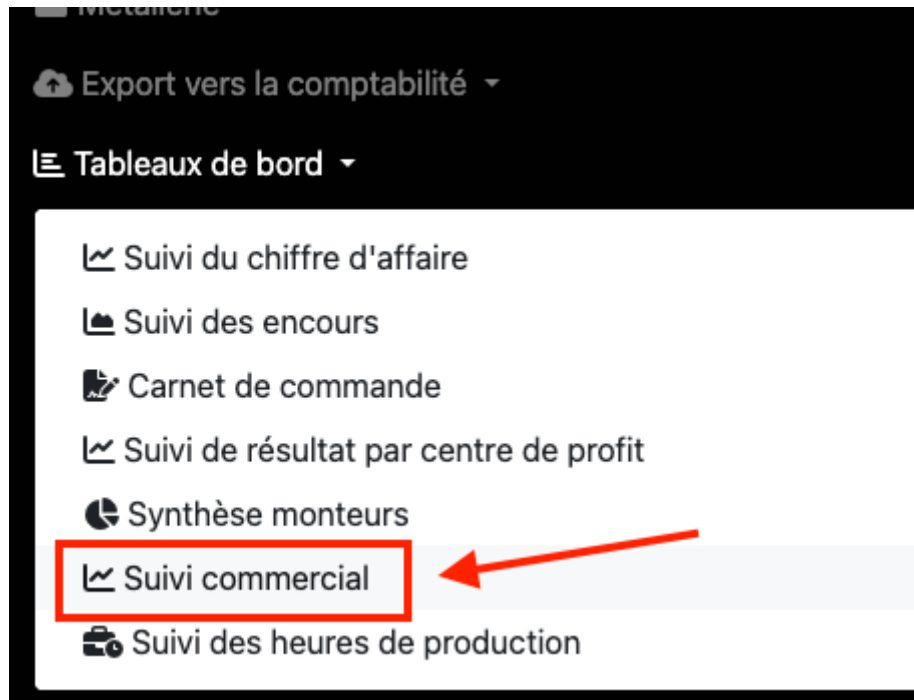 Métallerie
Export vers la comptabilité
Tableaux de bord
Suivi du chiffre d'affaire
Suivi des encours
Carnet de commande
Suivi de résultat par centre de profit
Synthèse monteurs
Suivi commercial
Suivi des heures de production